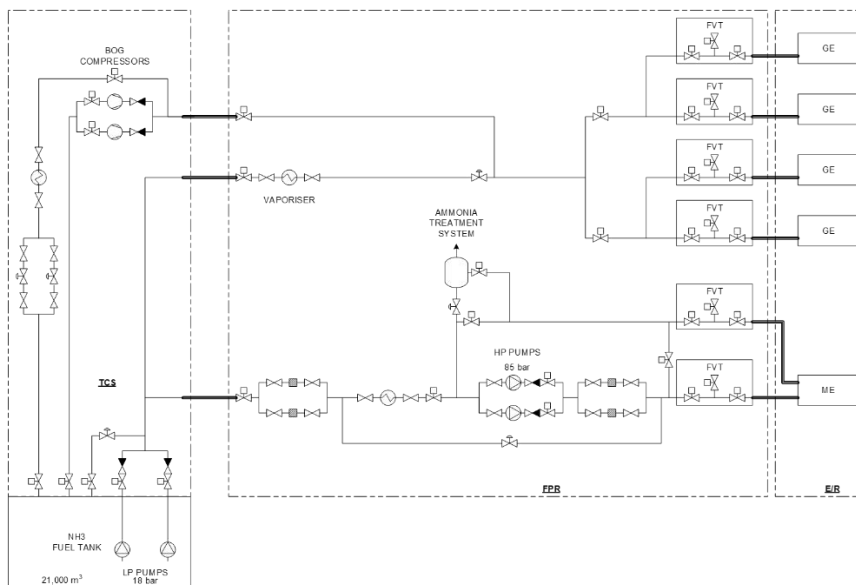 BOG
COMPRESSORS
FVT
GE
FVT
GE
FVT
GE
FVT
GE
VAPORISER
AMMONIA
TREATMENT
SYSTEM
FVT
HP PUMPS
85 bar
FVT
ME
TCS
FPR
E/R
NH3
FUEL TANK
LP PUMPS
18 bar
21,000 m³